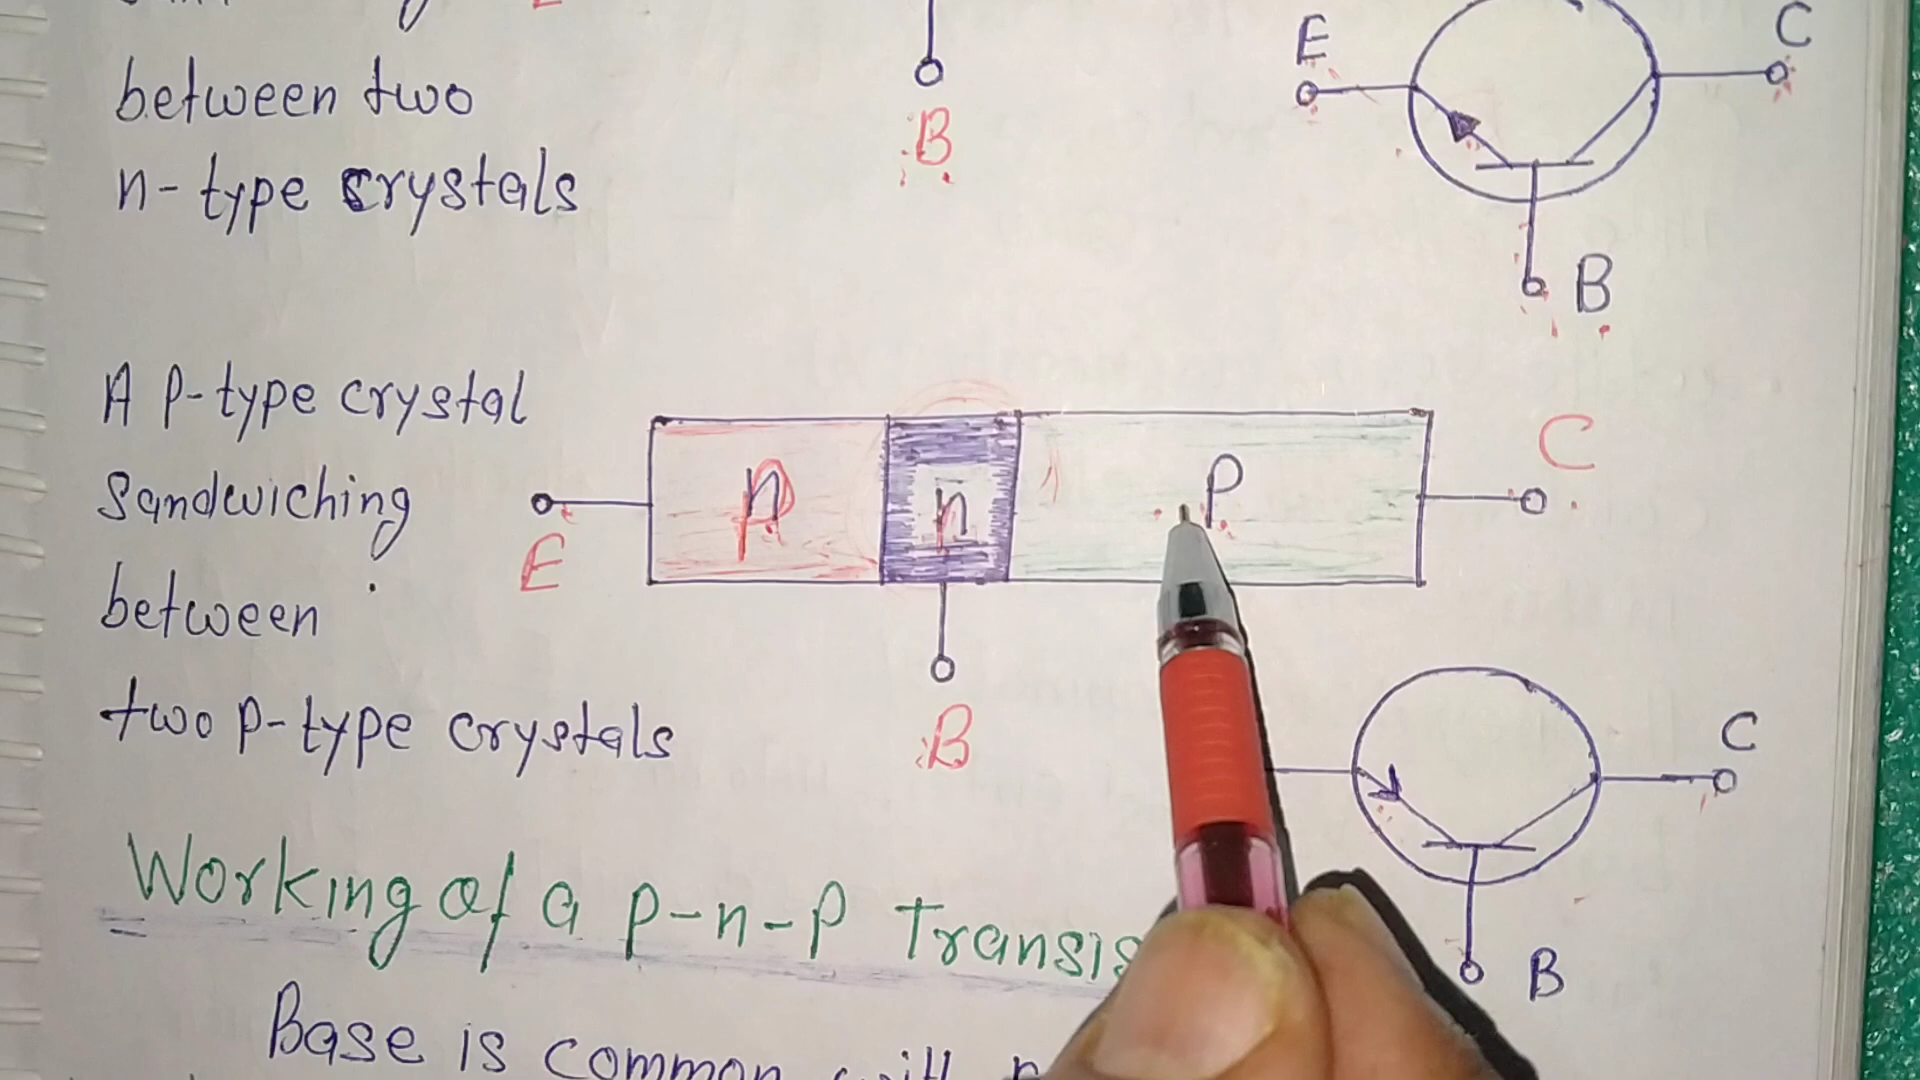 between two
n-type crystals
E
C
B
B
A P-type crystal
Sandwiching
between
two p-type crystals
E
n
P
C
B
C
B
Working of a p-n-p Transis
Base is common